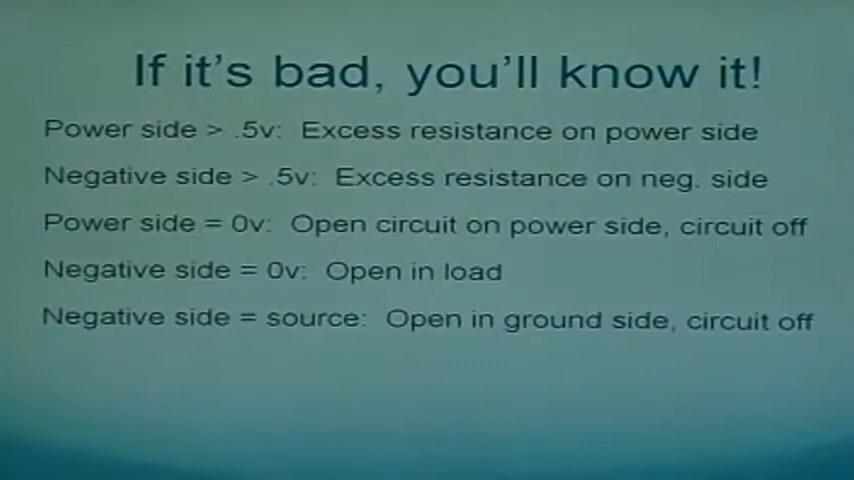 If it's bad, you'll know it!
Power side > .5v: Excess resistance on power side
Negative side > .5v: Excess resistance on neg. side
Power side = 0v: Open circuit on power side, circuit off
Negative side = 0v: Open in load
Negative side = source: Open in ground side, circuit off